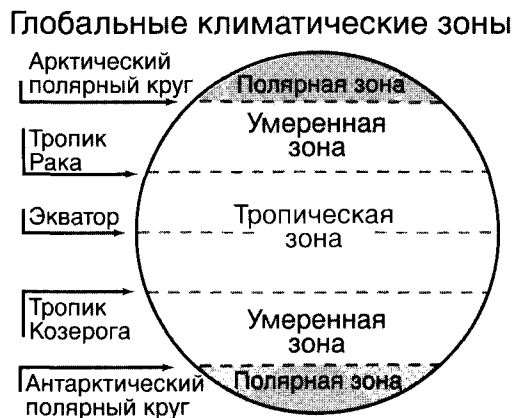 Глобальные климатические зоны
Арктический
полярный круг
Полярная зона
Умеренная
зона
Тропик
Рака
Экватор
Тропическая
зона
Тропик
Козерога
Умеренная
зона
Антарктический
полярный круг
Полярная зона